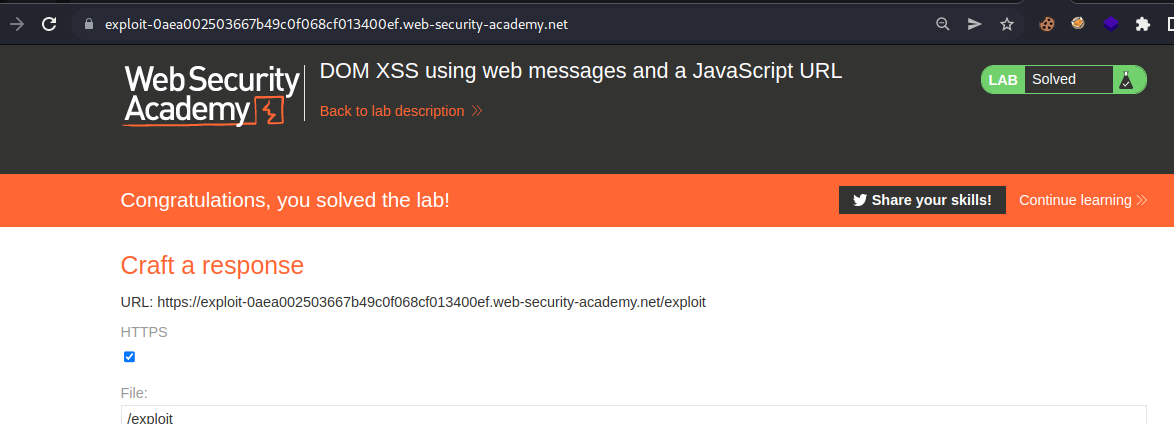 exploit-0aea002503667b49c0f068cf013400ef.web-security-academy.net
Web Security
Academy
DOM XSS using web messages and a JavaScript URL
Back to lab description
LAB Solved
Congratulations, you solved the lab!
Share your skills!
Continue learning
Craft a response
URL: https://exploit-0aea002503667b49c0f068cf013400ef.web-security-academy.net/exploit
HTTPS
File:
/exploit